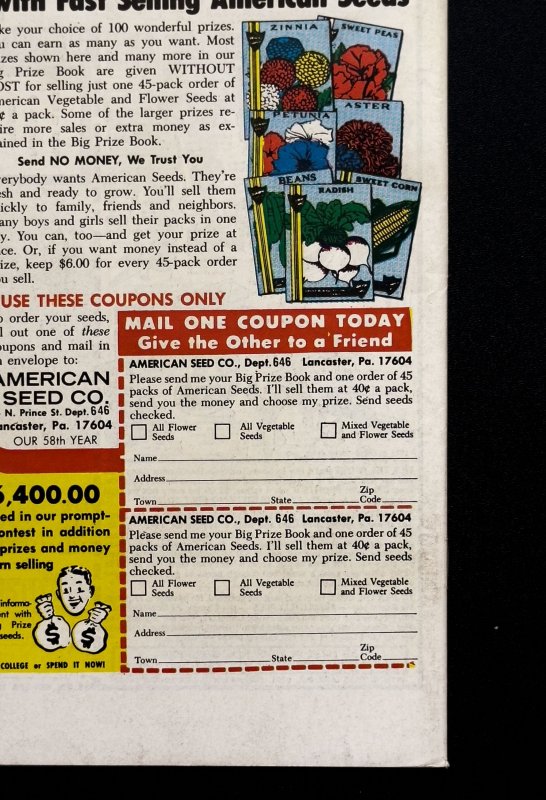 with Fast Selling American Seeds
ke your choice of 100 wonderful prizes.
u can earn as many as you want. Most
izes shown here and many more in our
g Prize Book are given WITHOUT
OST for selling just one 45-pack order of
merican Vegetable and Flower Seeds at
¢ a pack. Some of the larger prizes re-
ire more sales or extra money as ex-
ained in the Big Prize Book.
Send NO MONEY, We Trust You
verybody wants American Seeds. They're
esh and ready to grow. You'll sell them
ickly to family, friends and neighbors.
any boys and girls sell their packs in one
y. You can, too—and get your prize at
ce. Or, if you want money instead of a
ize, keep $6.00 for every 45-pack order
u sell.
ZINNIA
SWEET PEAS
ASTER
PETUNIA
BEANS
RADISH
SWEET CORN
USE THESE COUPONS ONLY
o order your seeds,
ll out one of these
oupons and mail in
n envelope to:
AMERICAN
SEED CO.
N. Prince St. Dept. 646
ancaster, Pa. 17604
OUR 58th YEAR
MAIL ONE COUPON TODAY
Give the Other to a Friend
AMERICAN SEED CO., Dept. 646 Lancaster, Pa. 17604
Please send me your Big Prize Book and one order of 45
packs of American Seeds. I'll sell them at 40¢ a pack,
send you the money and choose my prize. Send seeds
checked.
All Flower Seeds
All Vegetable Seeds
Mixed Vegetable and Flower Seeds
Name
Address
Town State Zip Code
AMERICAN SEED CO., Dept. 646 Lancaster, Pa. 17604
Please send me your Big Prize Book and one order of 45
packs of American Seeds. I'll sell them at 40¢ a pack,
send you the money and choose my prize. Send seeds
checked.
All Flower Seeds
All Vegetable Seeds
Mixed Vegetable and Flower Seeds
Name
Address
Town State Zip Code
6,400.00
ed in our prompt-
ontest in addition
prizes and money
m selling
informa-
nt with
g Prize
seeds.
$ $
COLLEGE or SPEND IT NOW!